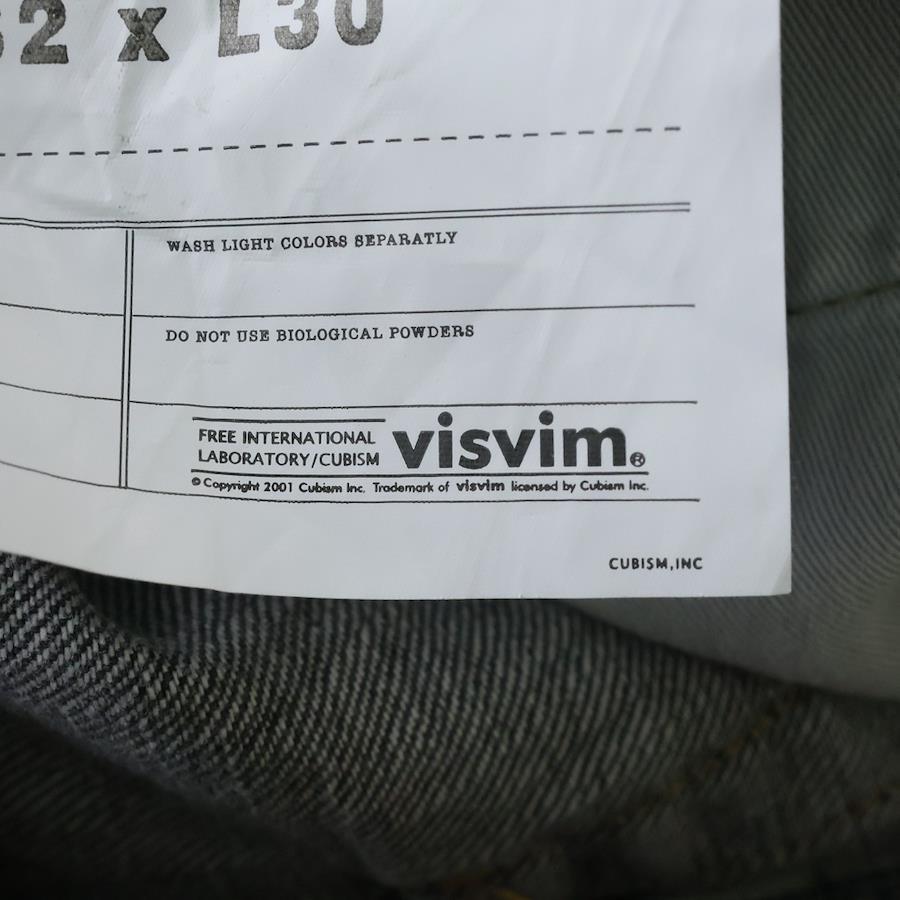 32 x L30
WASH LIGHT COLORS SEPARATLY
DO NOT USE BIOLOGICAL POWDERS
FREE INTERNATIONAL
LABORATORY/CUBISM
visvim®
©Copyright 2001 Cubism Inc. Trademark of visvim licensed by Cubism Inc.
CUBISM,INC